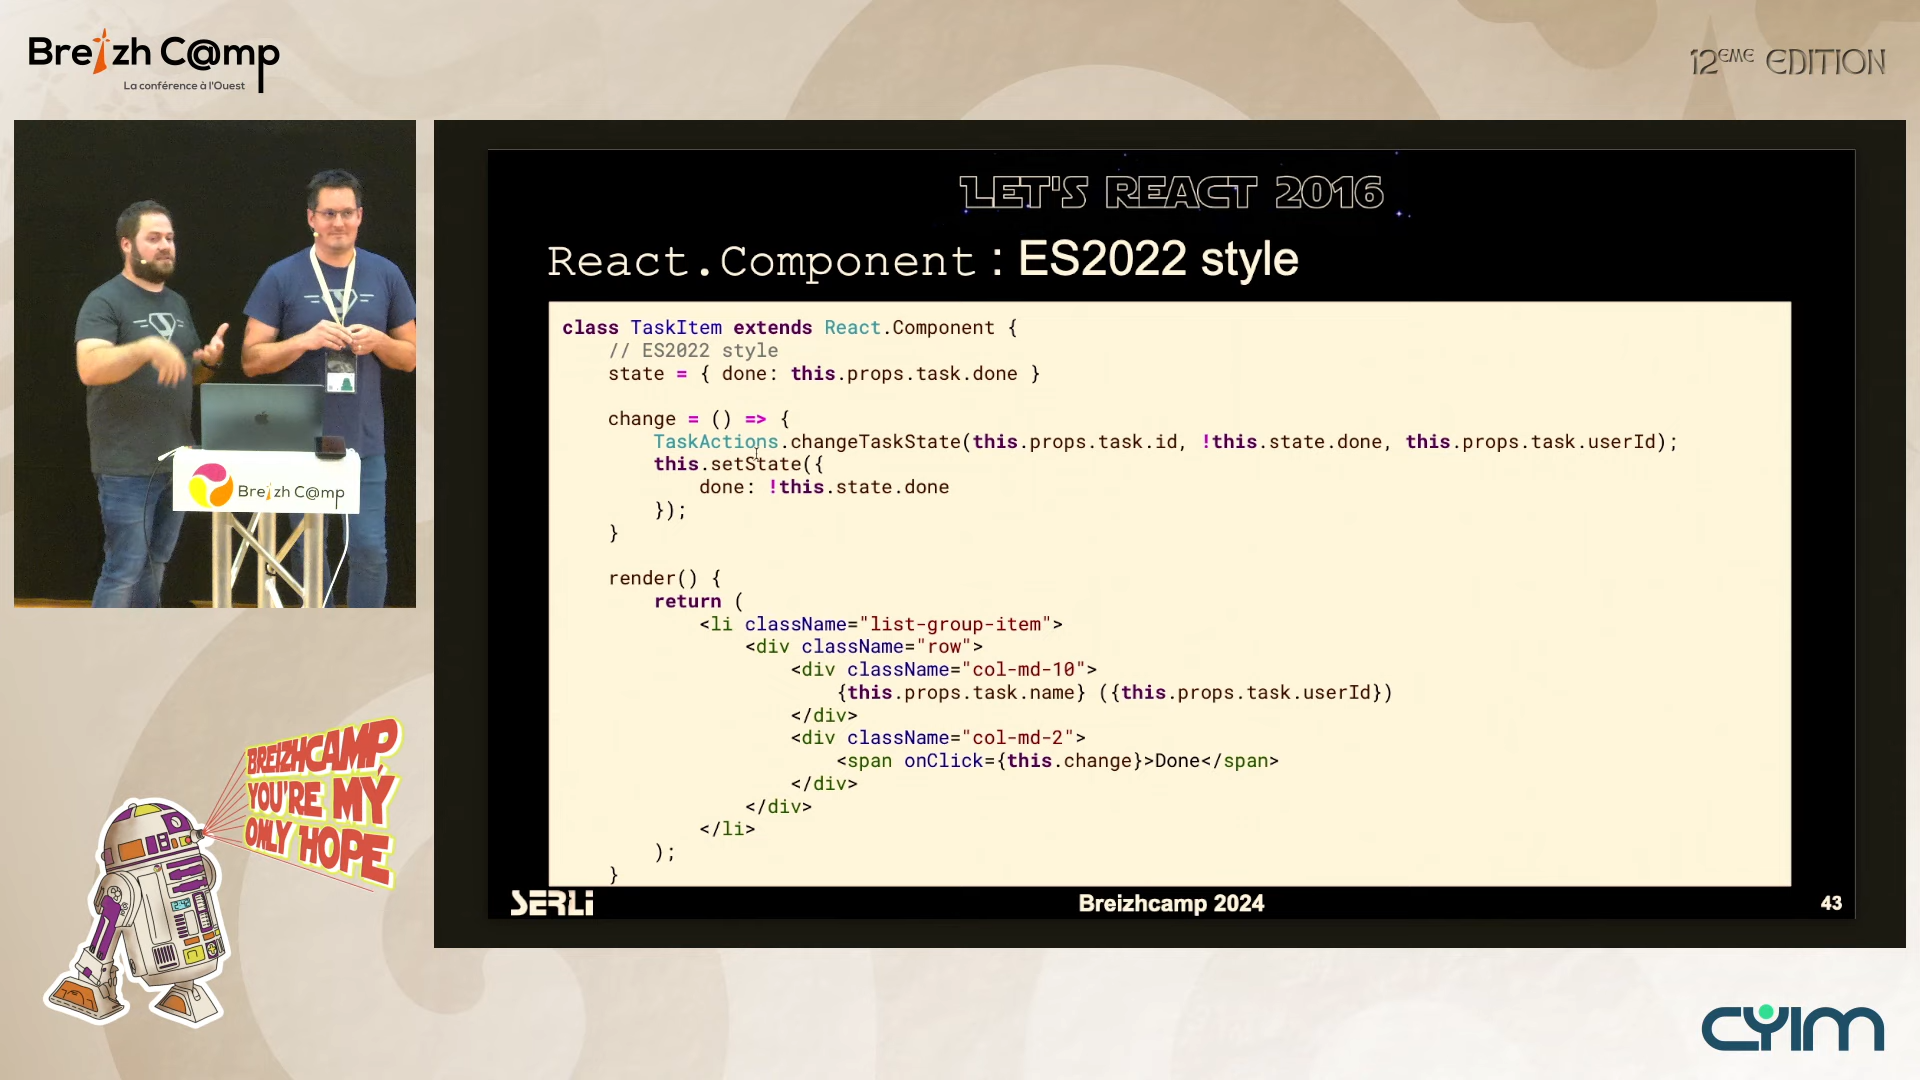 Breizh C@mp
La conférence à l'Ouest
12ÈME EDITION
LET'S REACT 2016
React.Component : ES2022 style
class TaskItem extends React.Component {
// ES2022 style
state = { done: this.props.task.done }
change = () => {
TaskActions.changeTaskState(this.props.task.id, !this.state.done, this.props.task.userId);
this.setState({
done: !this.state.done
});
}
render() {
return (
<li className="list-group-item">
<div className="row">
<div className="col-md-10">
{this.props.task.name} ({this.props.task.userId})
</div>
<div className="col-md-2">
<span onClick={this.change}>Done</span>
</div>
</div>
</li>
);
}
SERLI
Breizhcamp 2024
43
Breizh C@mp
BREIZHCAMP,
YOU'RE MY
ONLY HOPE
CYIM